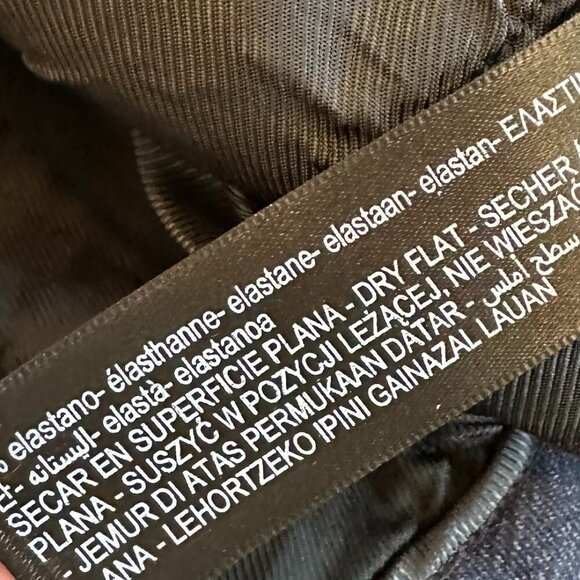 elastano- élasthanne- elastane- elastaan- elastan- ΕΛΑΣΤΙ
الیستانه- elastà- elastanoa
SECAR EN SUPERFICIE PLANA - DRY FLAT - SECHER
PLANA - SUSZYĆ W POZYCJI LEŻĄCEJ, NIE WIESZAĆ
- JEMUR DI ATAS PERMUKAAN DATAR - سطح أملس
ANA - LEHORTZEKO IPINI GAINAZAL LAUAN